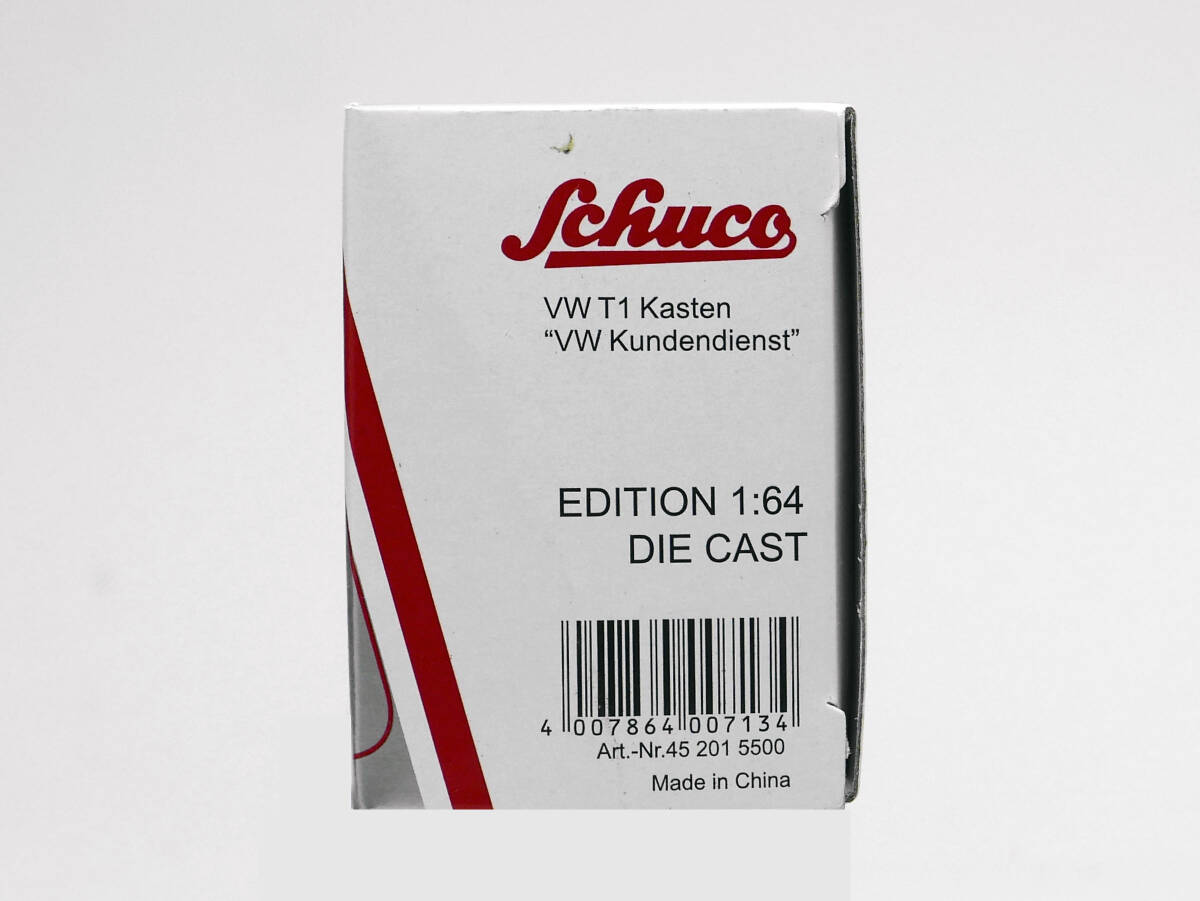 Schuco
VW T1 Kasten
“VW Kundendienst”
EDITION 1:64
DIE CAST
4 007864 007134
Art.-Nr.45 201 5500
Made in China